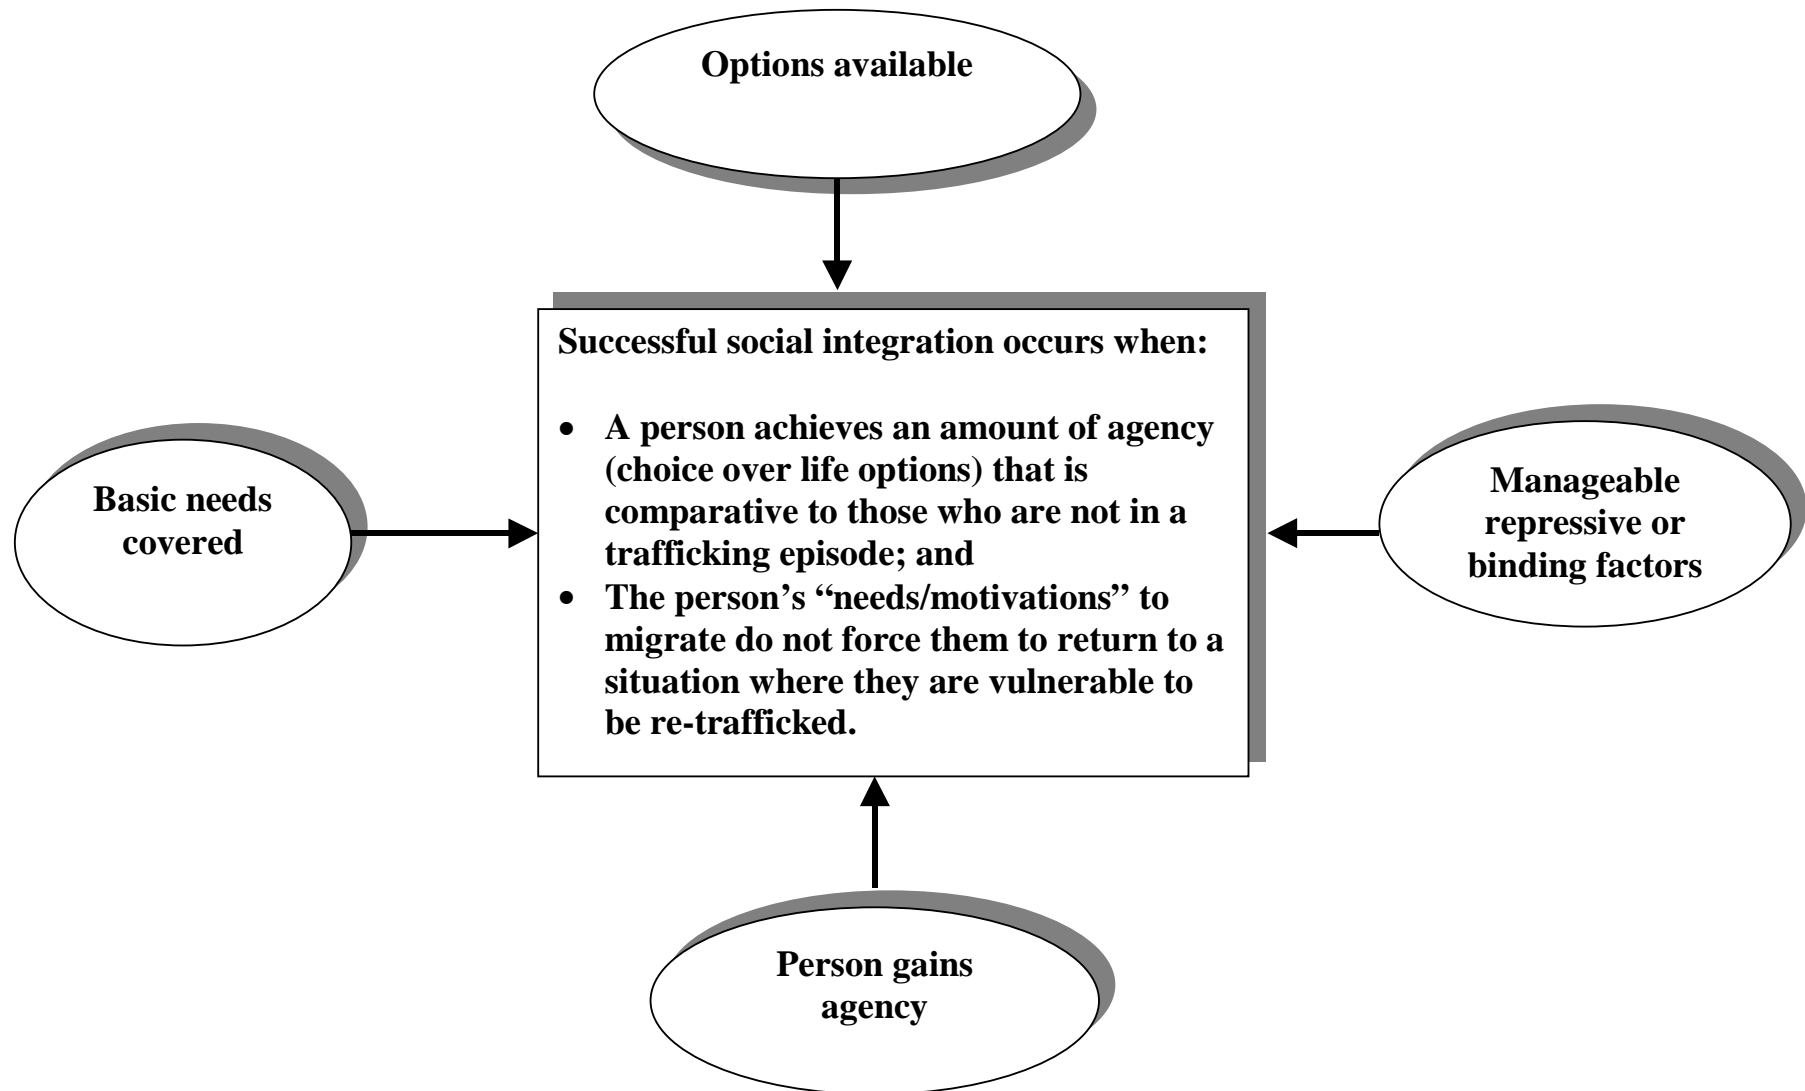 Options available
Successful social integration occurs when:
• A person achieves an amount of agency
(choice over life options) that is
comparative to those who are not in a
trafficking episode; and
• The person’s “needs/motivations” to
migrate do not force them to return to a
situation where they are vulnerable to
be re-trafficked.
Basic needs
covered
Manageable
repressive or
binding factors
Person gains
agency